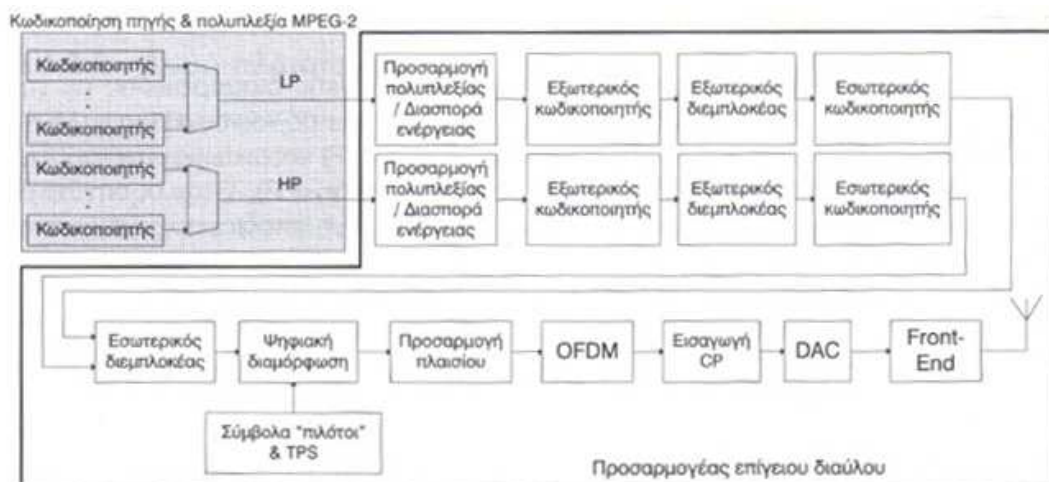 Κωδικοποίηση πηγής & πολυπλεξία MPEG-2
Κωδικοποιητής
Κωδικοποιητής
LP
Κωδικοποιητής
Κωδικοποιητής
HP
Προσαρμογή
πολυπλεξίας
/ Διασπορά
ενέργειας
Εξωτερικός
κωδικοποιητής
Εξωτερικός
διεμπλοκέας
Εσωτερικός
κωδικοποιητής
Προσαρμογή
πολυπλεξίας
/ Διασπορά
ενέργειας
Εξωτερικός
κωδικοποιητής
Εξωτερικός
διεμπλοκέας
Εσωτερικός
κωδικοποιητής
Εσωτερικός
διεμπλοκέας
Ψηφιακή
διαμόρφωση
Προσαρμογή
πλαισίου
OFDM
Εισαγωγή
CP
DAC
Front-
End
Σύμβολα "πιλότοι"
& TPS
Προσαρμογέας επίγειου διαύλου